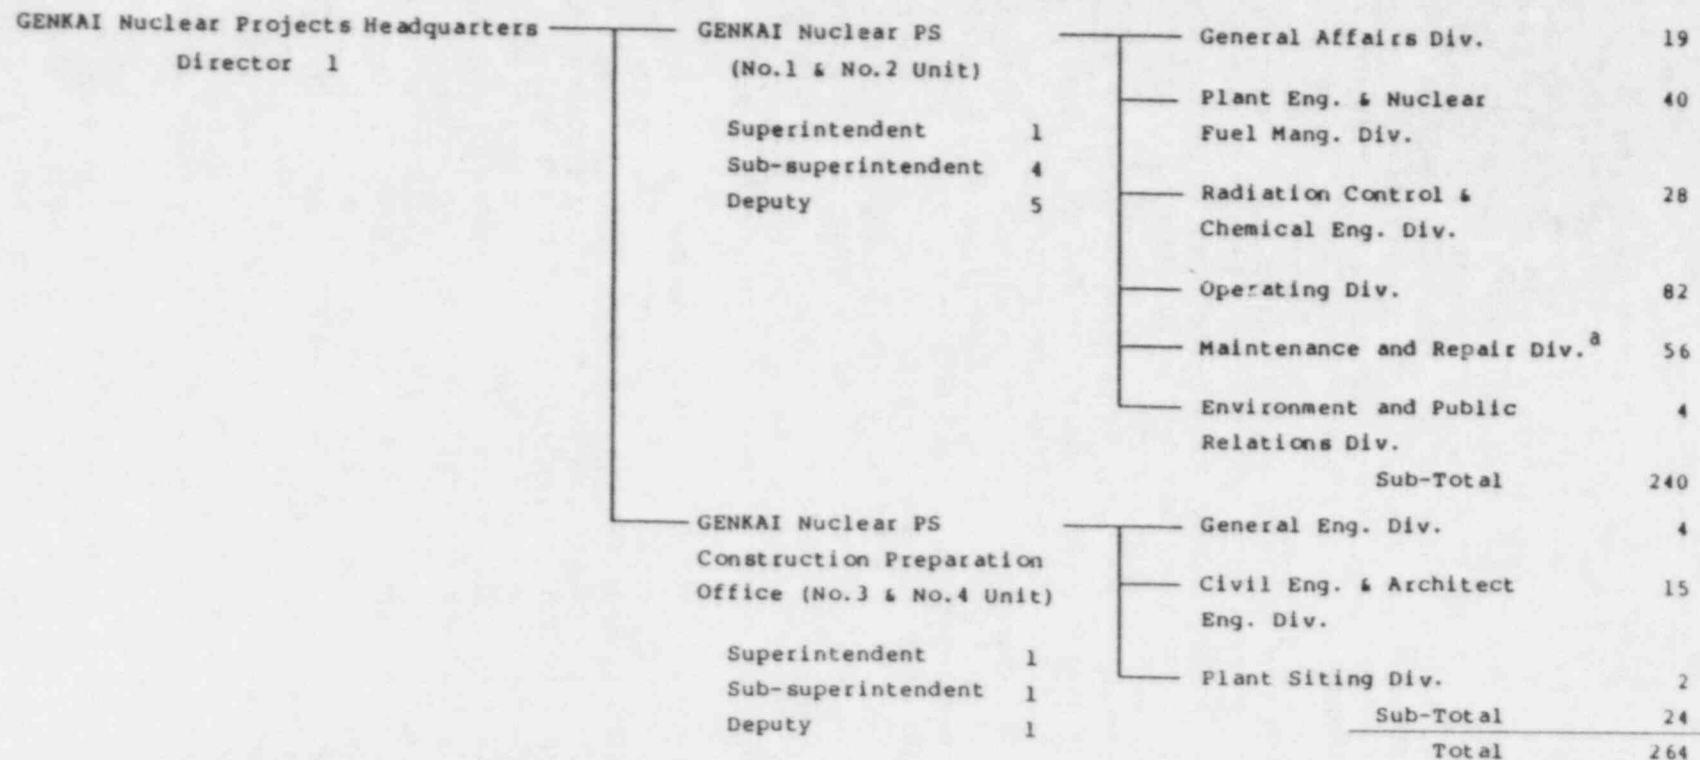 GENKAI Nuclear Projects Headquarters
Director 1
GENKAI Nuclear PS
(No.1 & No.2 Unit)
Superintendent 1
Sub-superintendent 4
Deputy 5
General Affairs Div. 19
Plant Eng. & Nuclear 40
Fuel Mang. Div.
Radiation Control & 28
Chemical Eng. Div.
Operating Div. 82
Maintenance and Repair Div.a 56
Environment and Public 4
Relations Div.
Sub-Total 240
GENKAI Nuclear PS
Construction Preparation
Office (No.3 & No.4 Unit)
Superintendent 1
Sub-superintendent 1
Deputy 1
General Eng. Div. 4
Civil Eng. & Architect 15
Eng. Div.
Plant Siting Div. 2
Sub-Total 24
Total 264